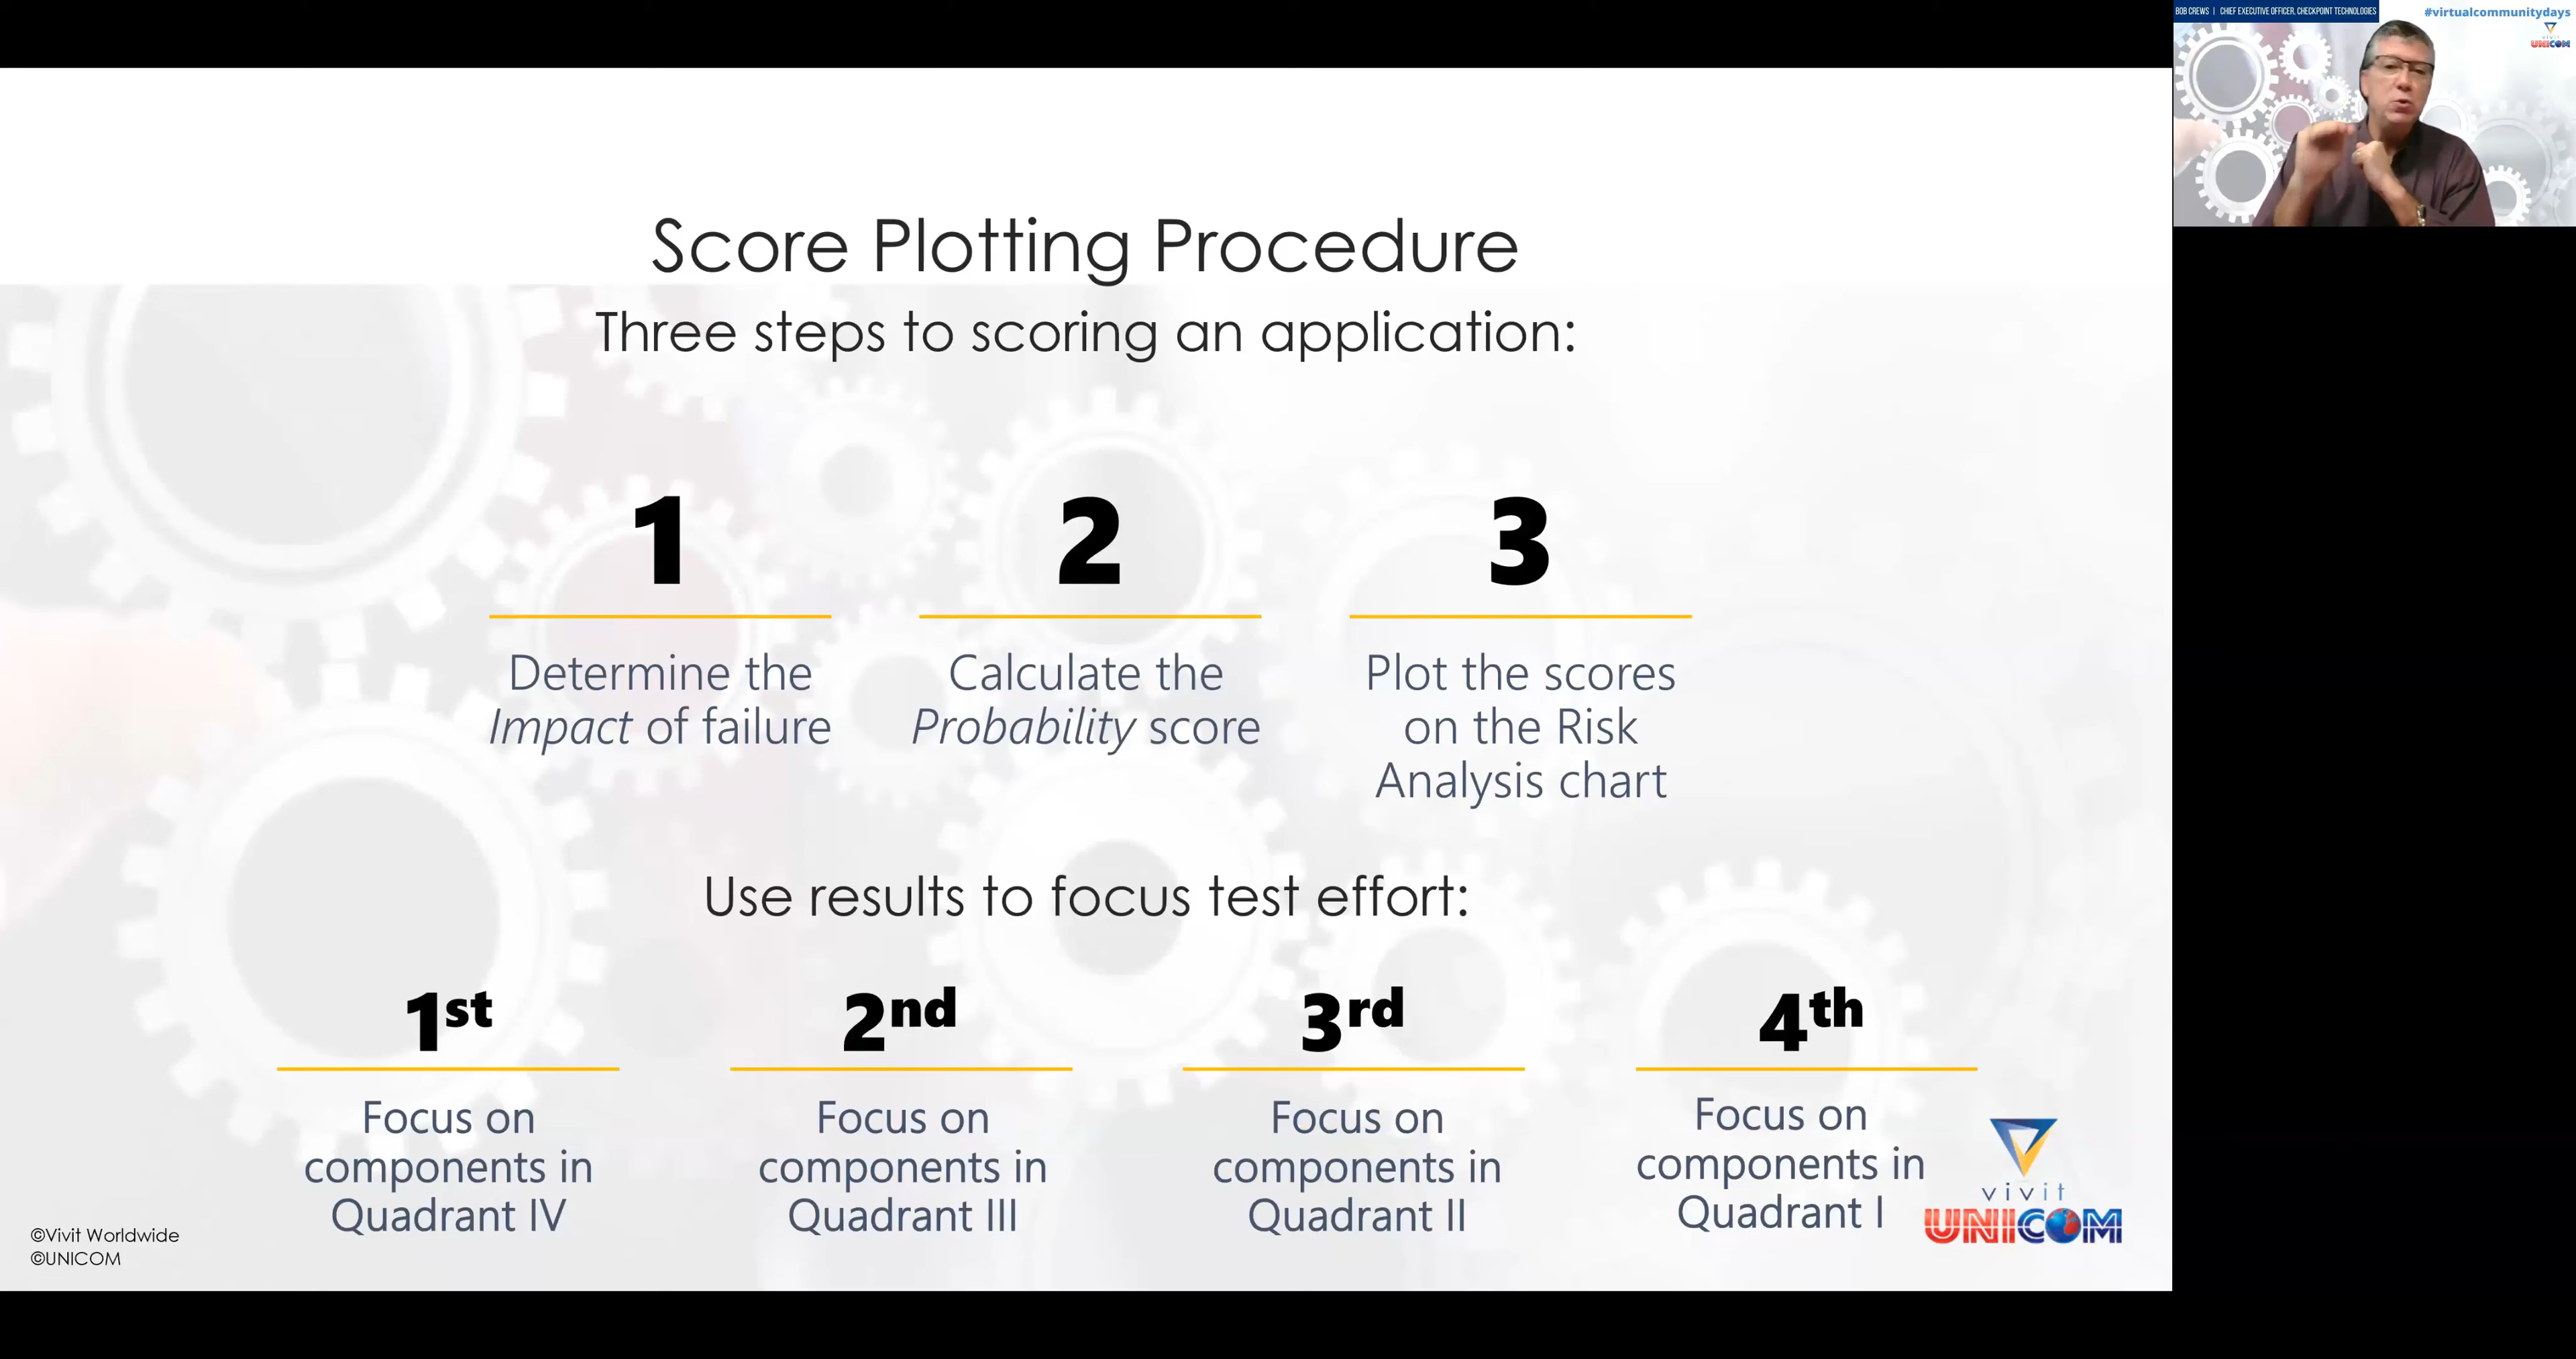 BOB CREWS | CHIEF EXECUTIVE OFFICER, CHECKPOINT TECHNOLOGIES
#virtualcommunitydays
vivit
UNICOM
Score Plotting Procedure
Three steps to scoring an application:
1
Determine the
Impact of failure
2
Calculate the
Probability score
3
Plot the scores
on the Risk
Analysis chart
Use results to focus test effort:
1st
Focus on
components in
Quadrant IV
2nd
Focus on
components in
Quadrant III
3rd
Focus on
components in
Quadrant II
4th
Focus on
components in
Quadrant I
vivit
UNICOM
©Vivit Worldwide
©UNICOM